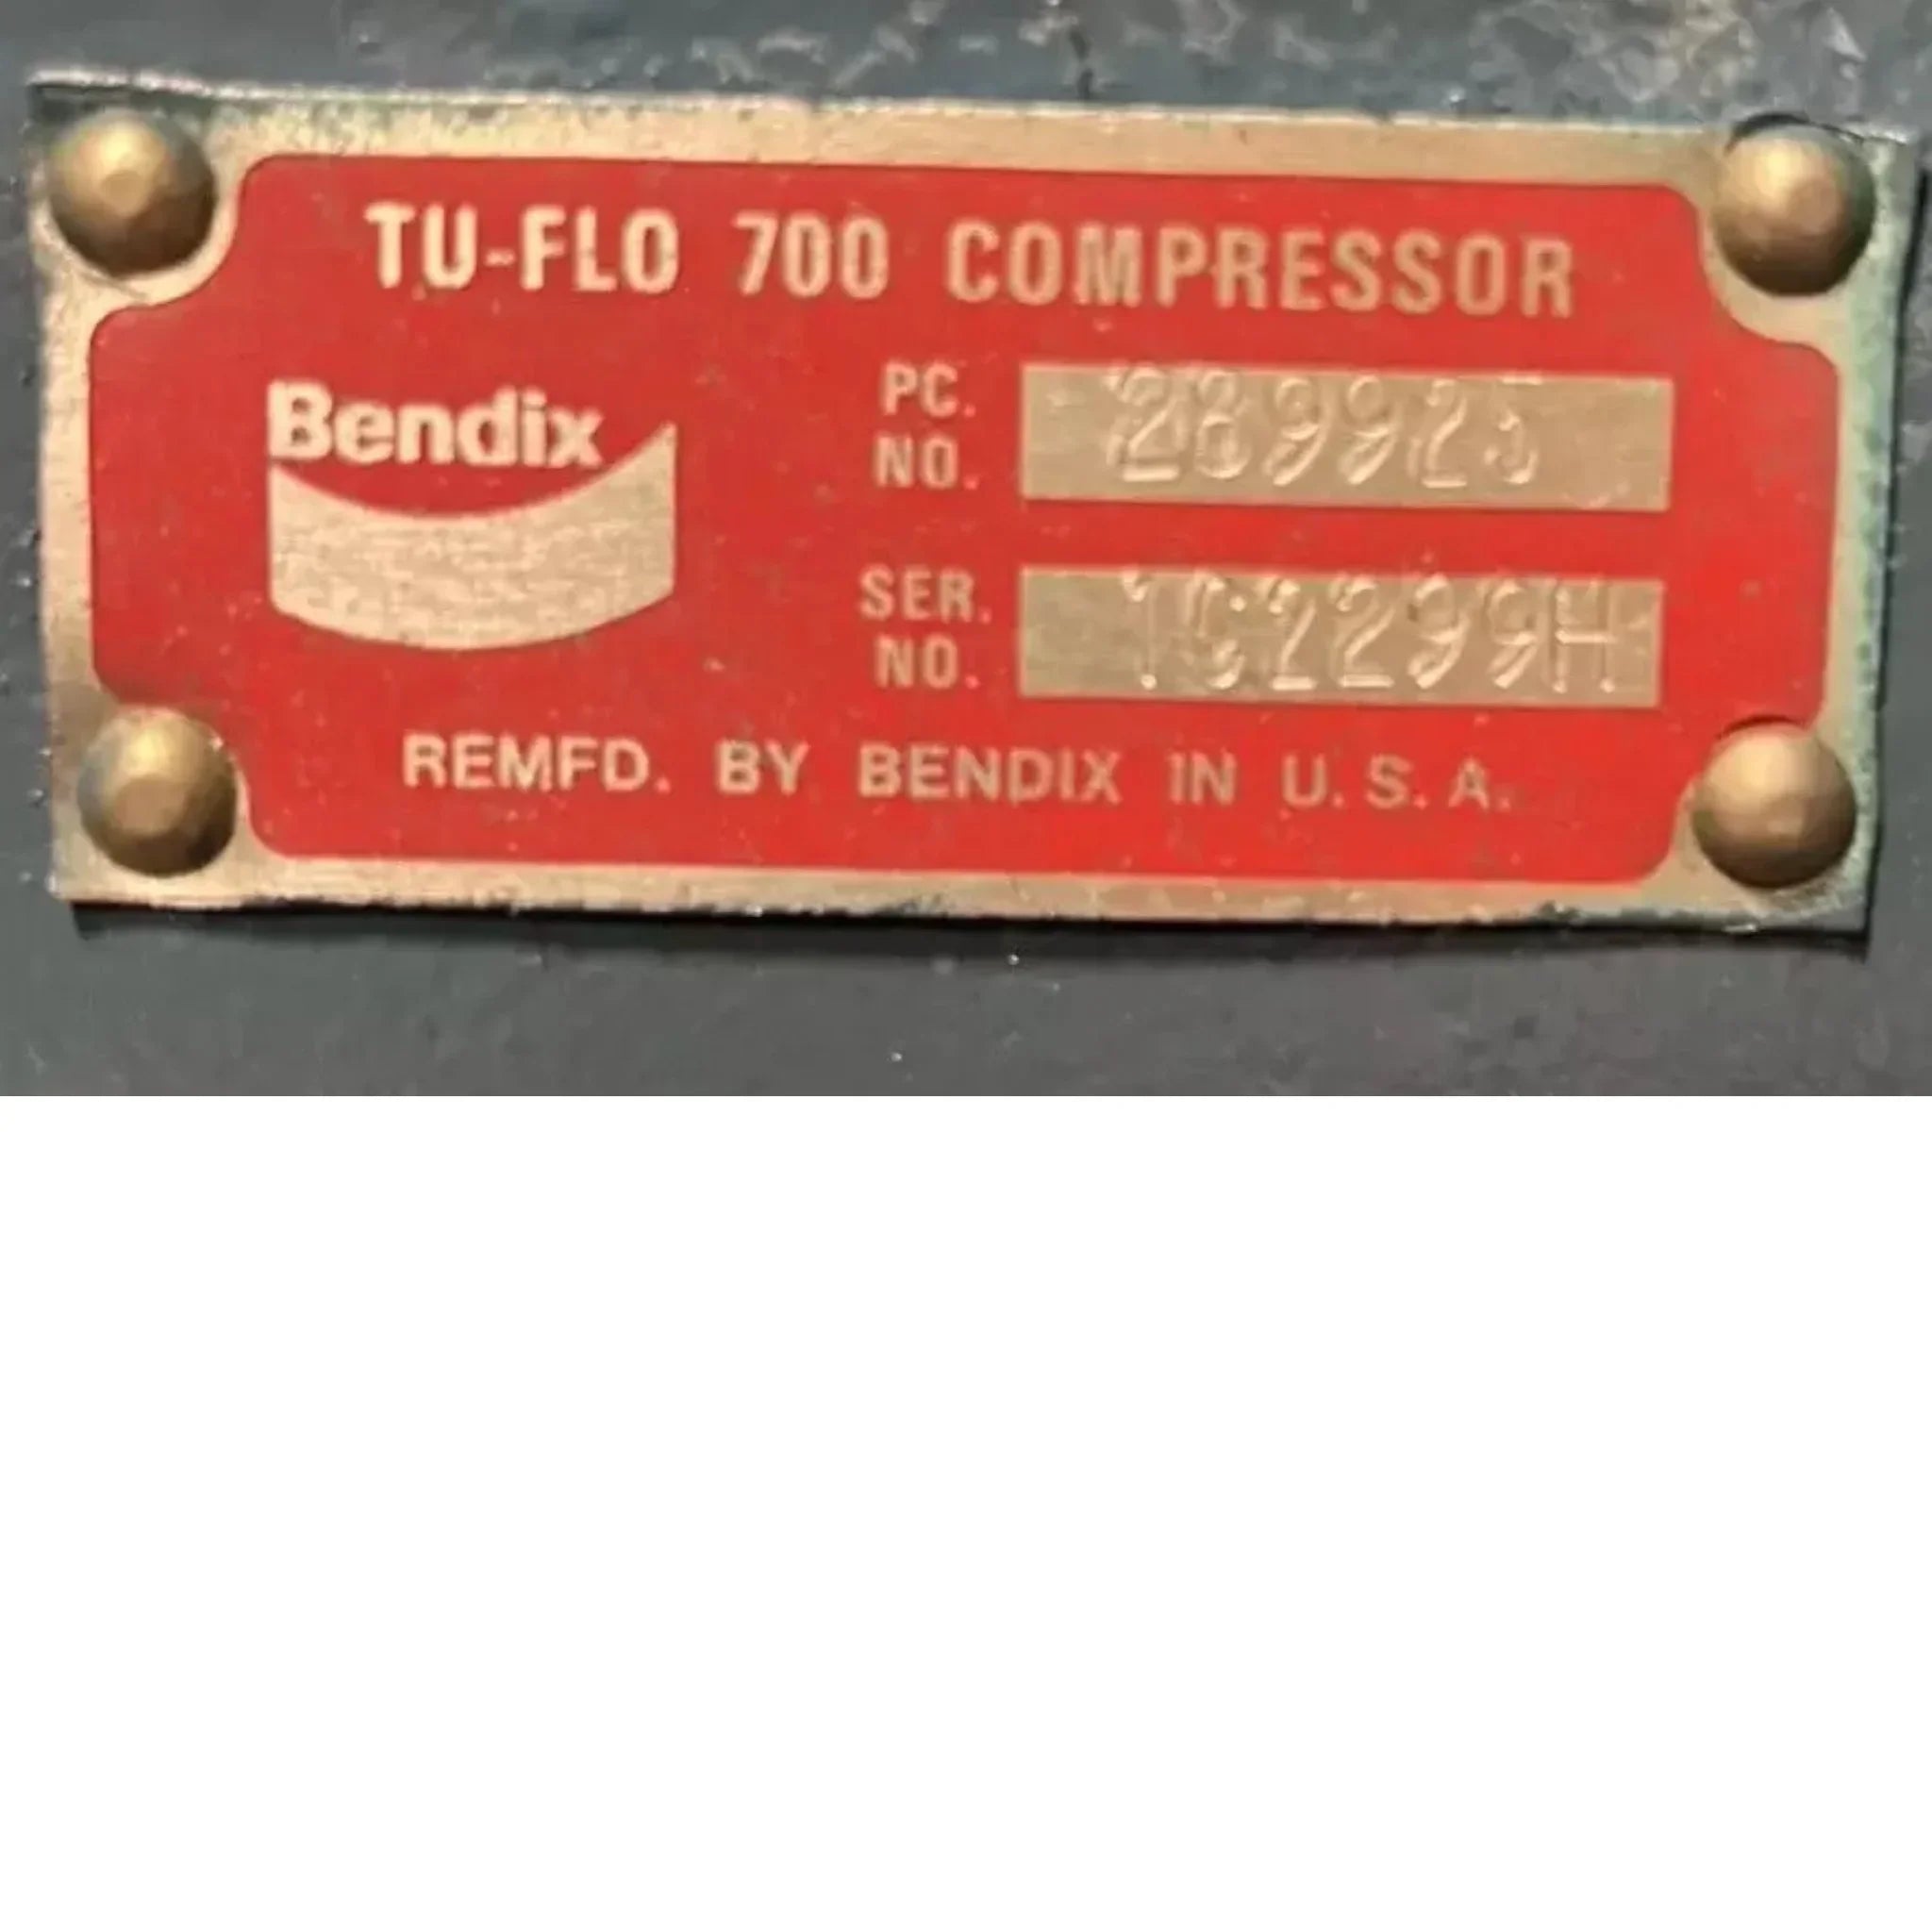 TU-FLO 700 COMPRESSOR
Bendix
PC. NO. 289925
SER. NO.
REMFD. BY BENDIX IN U.S.A.